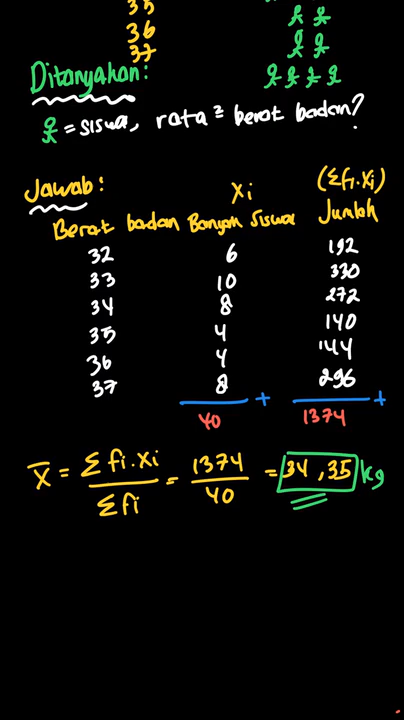 35
36
37
Ditanyakan:
= siswa, rata² berat badan?
Jawab:
Xi (Σfi.Xi)
Berat badan Banyak Siswa Jumlah
32 6 192
33 10 330
34 8 272
35 4 140
36 4 144
37 8 296
40 + 1374 +
X̄ = Σ fi.xi / Σ fi = 1374 / 40 = 34,35 kg